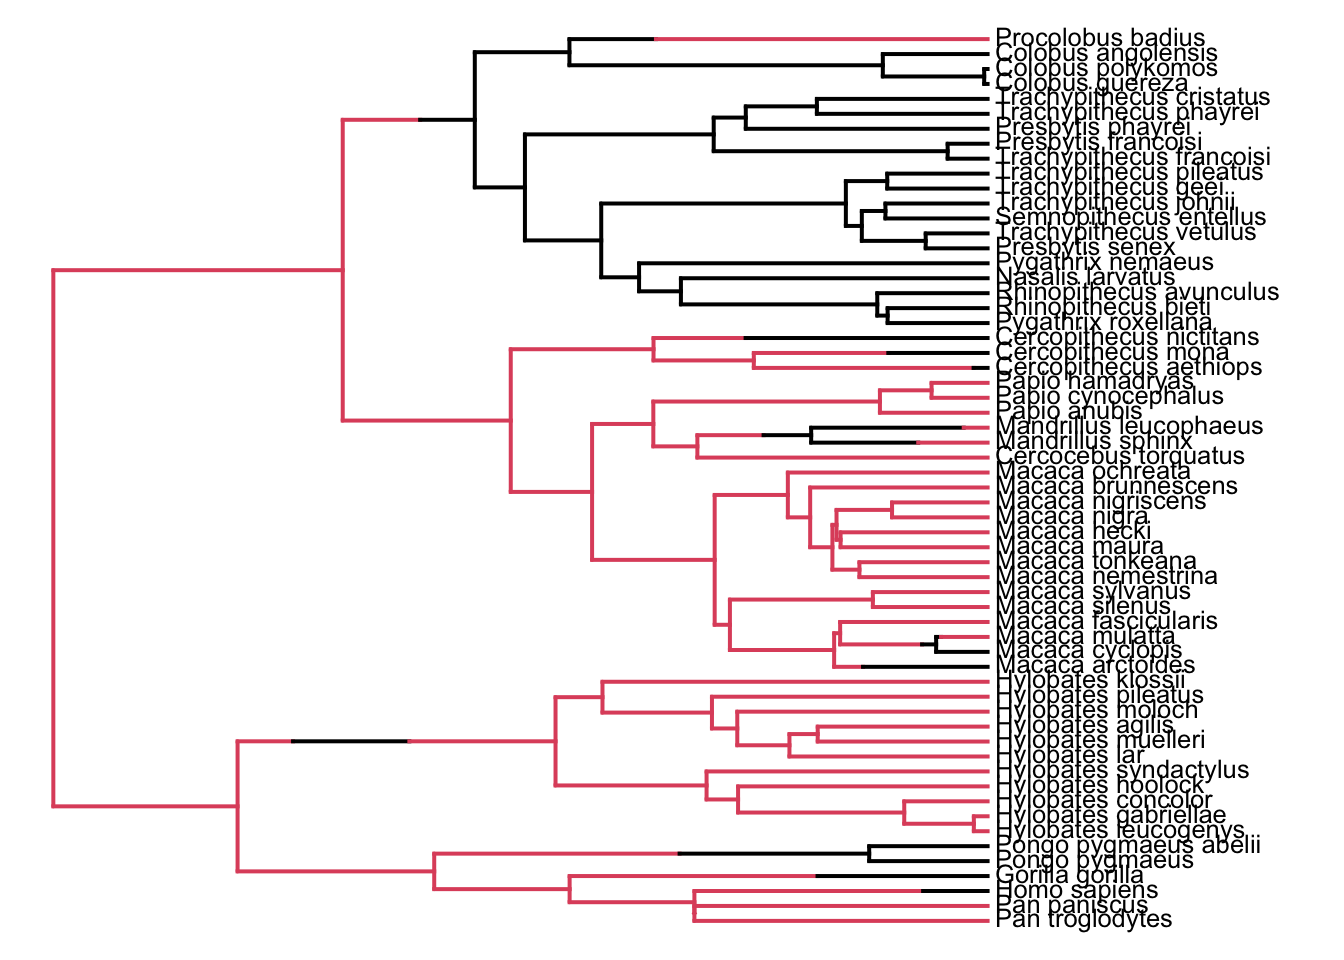 Procolobus badius
Colobus angolensis
Colobus polykomos
Colobus guereza
Trachypithecus cristatus
Trachypithecus phayrei
Presbytis phayrei
Presbytis francoisi
Trachypithecus francoisi
Trachypithecus pileatus
Trachypithecus geei
Trachypithecus johnii
Semnopithecus entellus
Trachypithecus vetulus
Presbytis senex
Pygathrix nemaeus
Nasalis larvatus
Rhinopithecus avunculus
Rhinopithecus bieti
Pygathrix roxellana
Cercopithecus nictitans
Cercopithecus mona
Cercopithecus aethiops
Papio hamadryas
Papio cynocephalus
Papio anubis
Mandrillus leucophaeus
Mandrillus sphinx
Cercocebus torquatus
Macaca ochreata
Macaca brunnescens
Macaca nigriscens
Macaca nigra
Macaca hecki
Macaca maura
Macaca tonkeana
Macaca nemestrina
Macaca sylvanus
Macaca silenus
Macaca fascicularis
Macaca mulatta
Macaca cyclopis
Macaca arctoides
Hylobates klossii
Hylobates pileatus
Hylobates moloch
Hylobates agilis
Hylobates muelleri
Hylobates lar
Hylobates syndactylus
Hylobates hoolock
Hylobates concolor
Hylobates gabriellae
Hylobates leucogenys
Pongo pygmaeus abelii
Pongo pygmaeus
Gorilla gorilla
Homo sapiens
Pan paniscus
Pan troglodytes